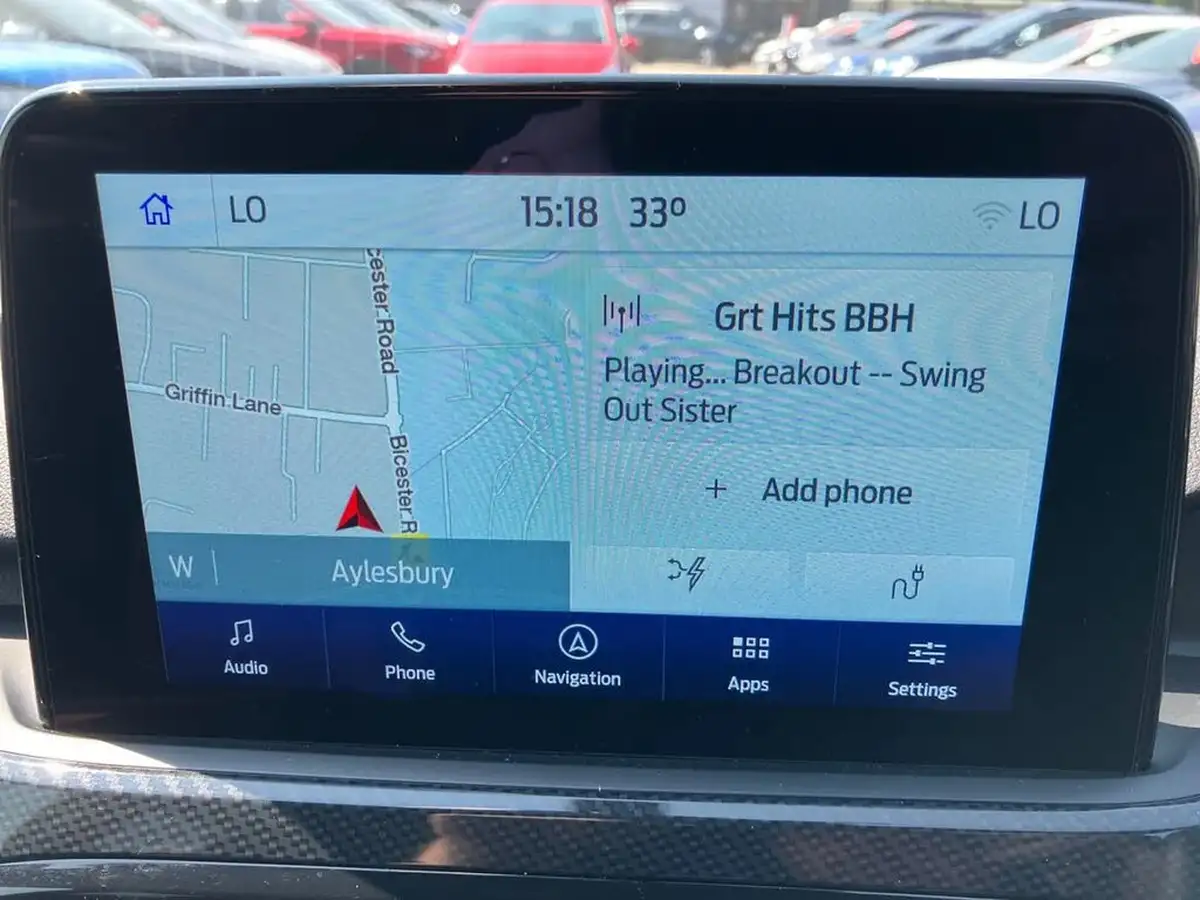 LO
15:18 33º
LO
cester Road
Griffin Lane
Bicester R
W
Aylesbury
Grt Hits BBH
Playing... Breakout -- Swing
Out Sister
+ Add phone
Audio
Phone
Navigation
Apps
Settings